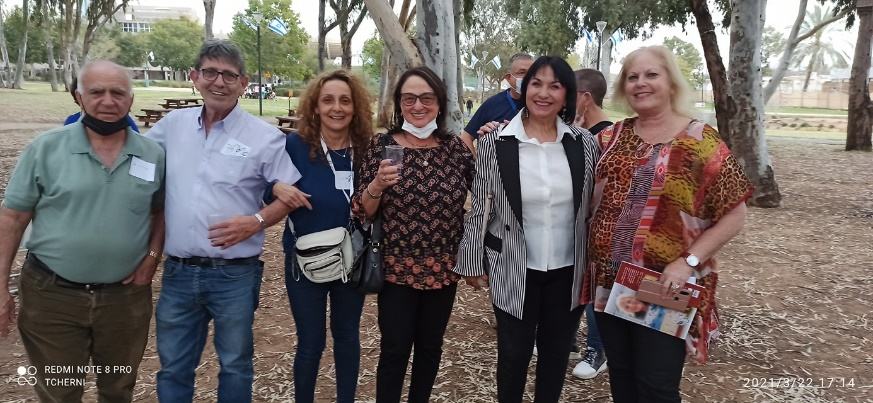 REDMI NOTE 8 PRO
TCHERNI
2021/3/22 17:14